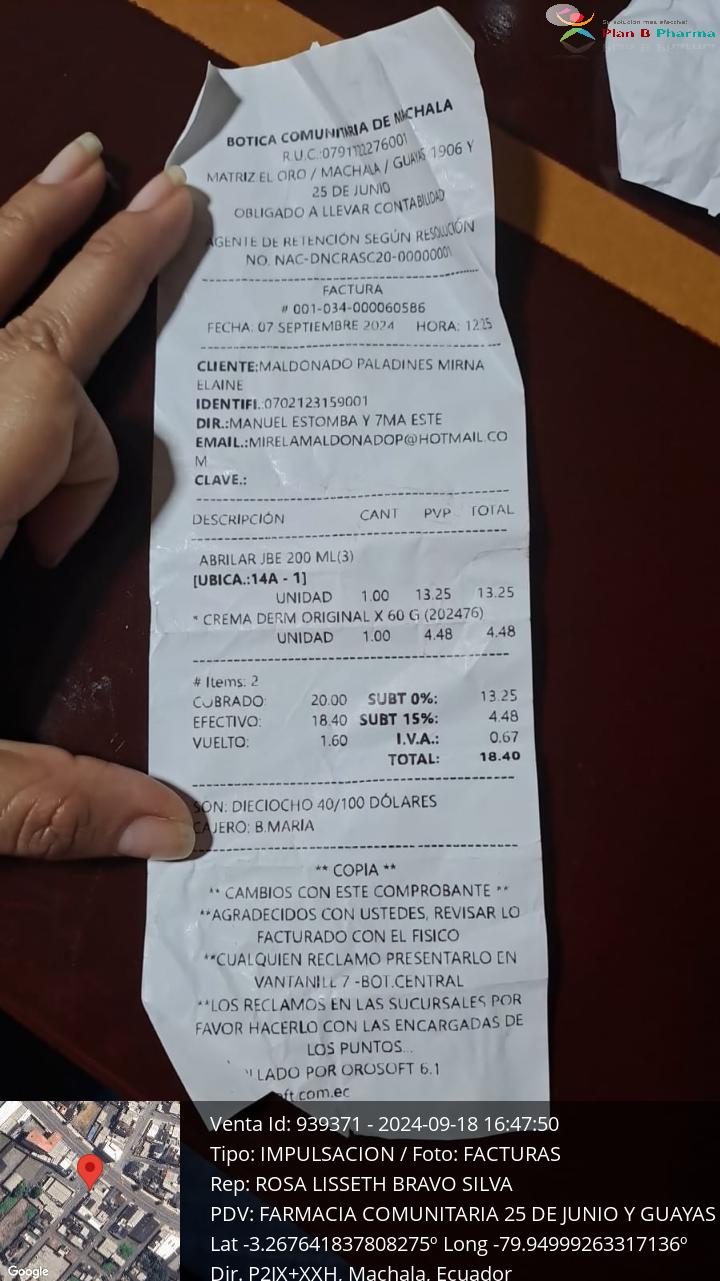 Su solucion mas efectiva!
Plan B Pharma
BOTICA COMUNITARIA DE MACHALA
R.U.C.:0791702276001
MATRIZ EL ORO / MACHALA / GUAYAS 1906 Y
25 DE JUNIO
OBLIGADO A LLEVAR CONTABILIDAD
AGENTE DE RETENCIÓN SEGÚN RESOLUCIÓN
NO. NAC-DNCRASC20-00000001
FACTURA
# 001-034-000060586
FECHA: 07 SEPTIEMBRE 2024 HORA: 12:15
CLIENTE:MALDONADO PALADINES MIRNA
ELAINE
IDENTIFI.:0702123159001
DIR.:MANUEL ESTOMBA Y 7MA ESTE
EMAIL.:MIRELAMALDONADOP@HOTMAIL.CO
M
CLAVE.:
DESCRIPCIÓN CANT PVP TOTAL
ABRILAR JBE 200 ML(3)
[UBICA.:14A - 1]
UNIDAD 1.00 13.25 13.25
* CREMA DERM ORIGINAL X 60 G (202476)
UNIDAD 1.00 4.48 4.48
# Items: 2
COBRADO: 20.00 SUBT 0%: 13.25
EFECTIVO: 18.40 SUBT 15%: 4.48
VUELTO: 1.60 I.V.A.: 0.67
TOTAL: 18.40
SON: DIECIOCHO 40/100 DÓLARES
CAJERO: B.MARIA
** COPIA **
** CAMBIOS CON ESTE COMPROBANTE **
**AGRADECIDOS CON USTEDES, REVISAR LO
FACTURADO CON EL FISICO
**CUALQUIEN RECLAMO PRESENTARLO EN
VANTANILL 7 -BOT.CENTRAL
**LOS RECLAMOS EN LAS SUCURSALES POR
FAVOR HACERLO CON LAS ENCARGADAS DE
LOS PUNTOS...
LLADO POR OROSOFT 6.1
oft.com.ec
Venta Id: 939371 - 2024-09-18 16:47:50
Tipo: IMPULSACION / Foto: FACTURAS
Rep: ROSA LISSETH BRAVO SILVA
PDV: FARMACIA COMUNITARIA 25 DE JUNIO Y GUAYAS
Lat -3.267641837808275º Long -79.94999263317136º
Dir. P2JX+XXH, Machala, Ecuador
Google